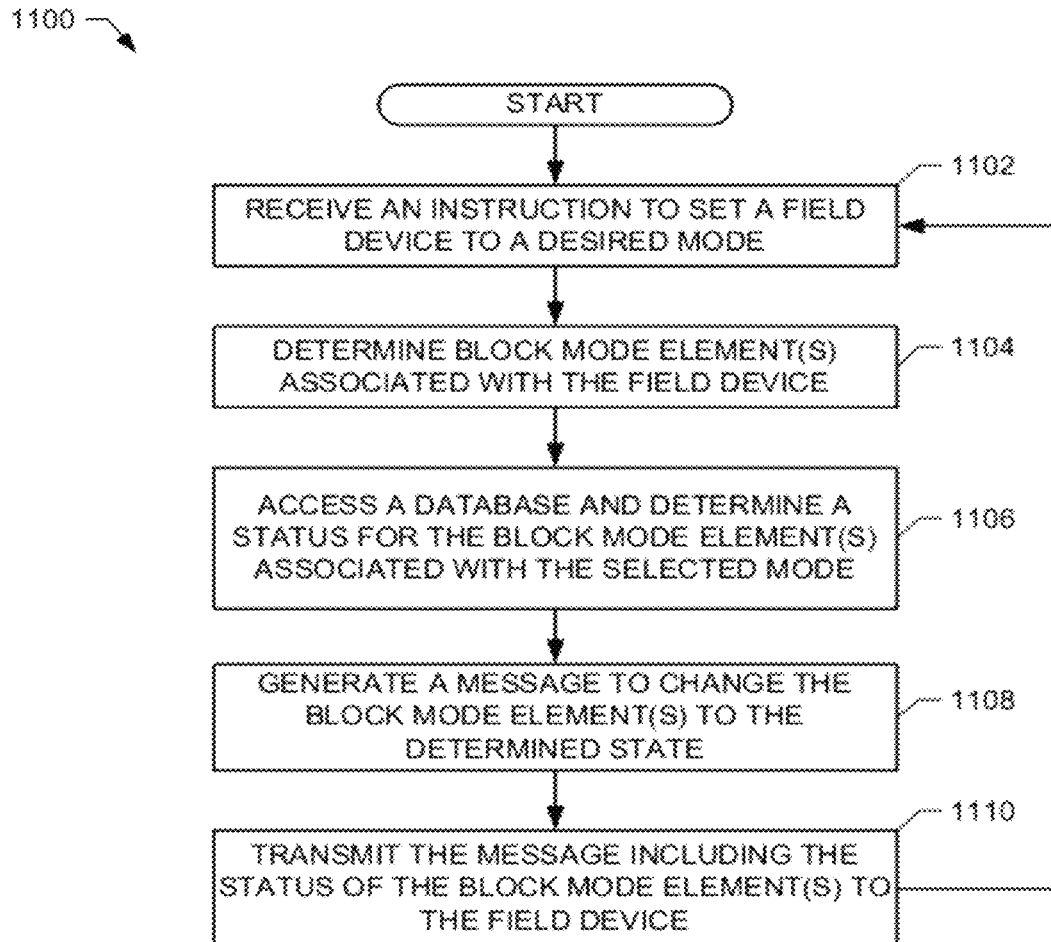 1100
START
1102
RECEIVE AN INSTRUCTION TO SET A FIELD
DEVICE TO A DESIRED MODE
DETERMINE BLOCK MODE ELEMENT(S)
ASSOCIATED WITH THE FIELD DEVICE
1104
ACCESS A DATABASE AND DETERMINE A
STATUS FOR THE BLOCK MODE ELEMENT(S)
ASSOCIATED WITH THE SELECTED MODE
1106
GENERATE A MESSAGE TO CHANGE THE
BLOCK MODE ELEMENT(S) TO THE
DETERMINED STATE
1108
1110
TRANSMIT THE MESSAGE INCLUDING THE
STATUS OF THE BLOCK MODE ELEMENT(S) TO
THE FIELD DEVICE